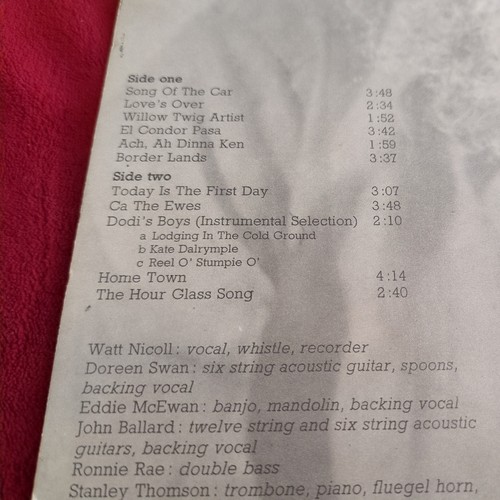 Side one
Song Of The Car 3:48
Love's Over 2:34
Willow Twig Artist 1:52
El Condor Pasa 3:42
Ach, Ah Dinna Ken 1:59
Border Lands 3:37
Side two
Today Is The First Day 3:07
Ca The Ewes 3:48
Dodi's Boys (Instrumental Selection) 2:10
a Lodging In The Cold Ground
b Kate Dalrymple
c Reel O' Stumpie O'
Home Town 4:14
The Hour Glass Song 2:40
Watt Nicoll: vocal, whistle, recorder
Doreen Swan: six string acoustic guitar, spoons,
backing vocal
Eddie McEwan: banjo, mandolin, backing vocal
John Ballard: twelve string and six string acoustic
guitars, backing vocal
Ronnie Rae: double bass
Stanley Thomson: trombone, piano, fluegel horn,